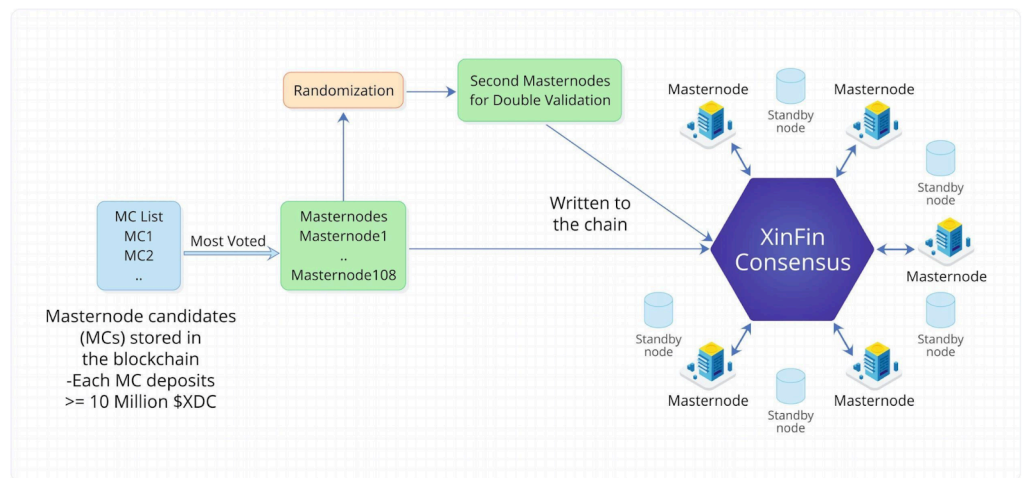 Randomization
Second Masternodes
for Double Validation
MC List
MC1
MC2
..
Most Voted
Masternodes
Masternode1
..
Masternode108
Masternode candidates
(MCs) stored in
the blockchain
-Each MC deposits
>= 10 Million $XDC
Written to
the chain
XinFin
Consensus
Masternode
Standby
node
Masternode
Standby
node
Masternode
Standby
node
Masternode
Standby
node
Masternode
Standby
node